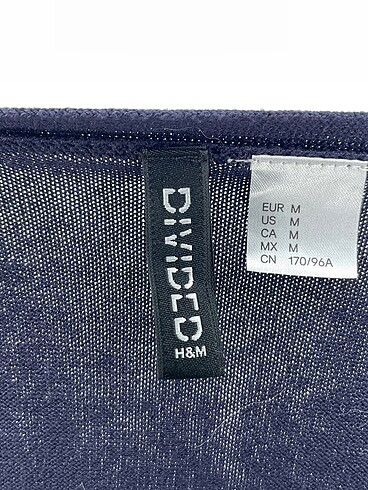 DIVIDED
H&M
EUR M
US M
CA M
MX M
CN 170/96A